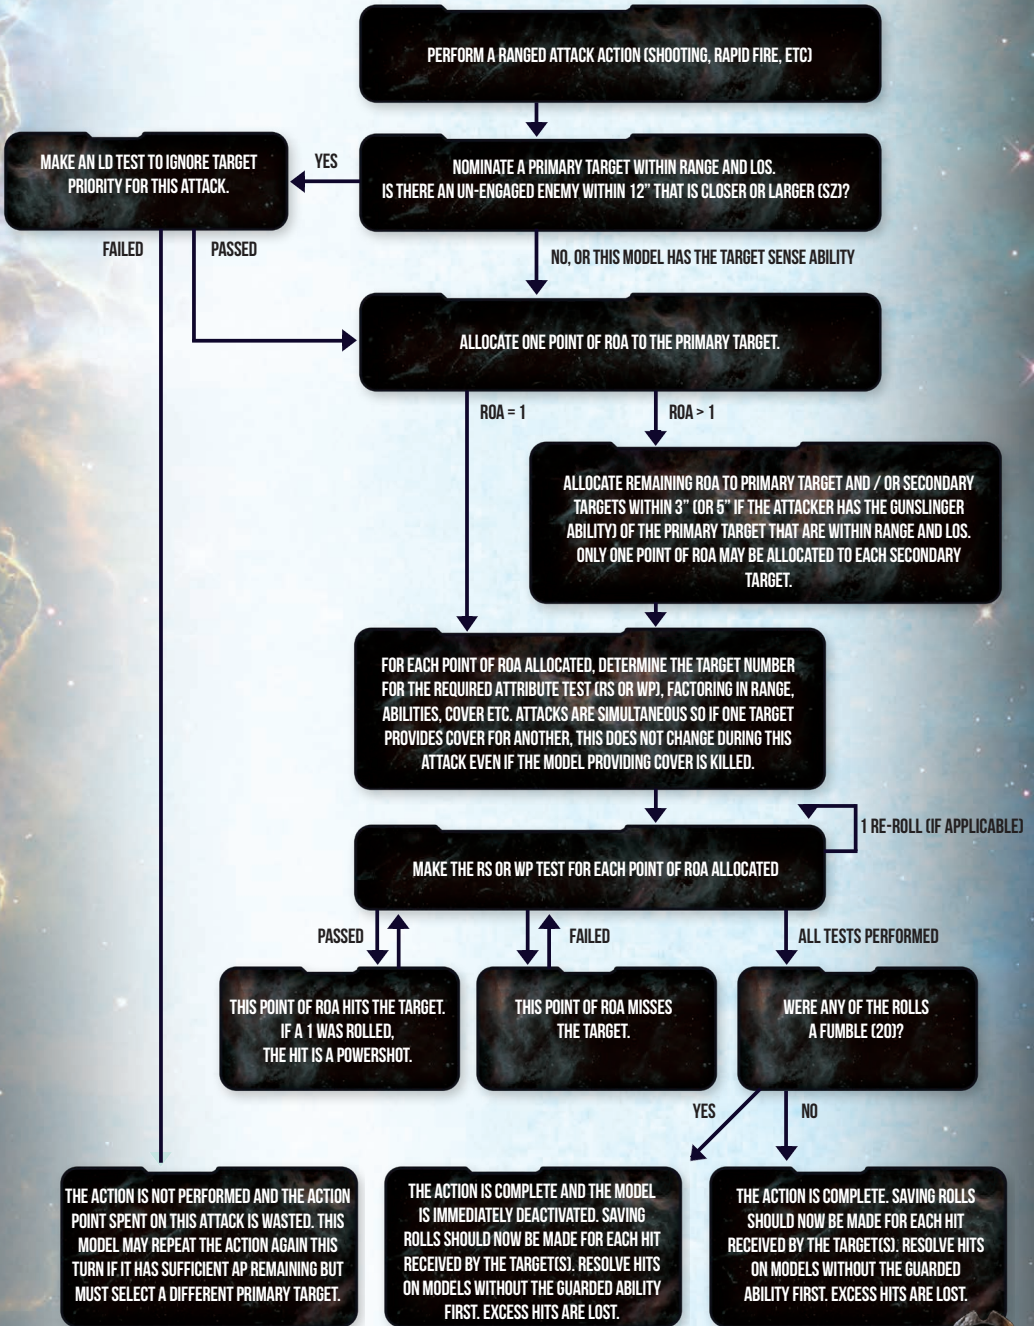 PERFORM A RANGED ATTACK ACTION (SHOOTING, RAPID FIRE, ETC)
MAKE AN LD TEST TO IGNORE TARGET
PRIORITY FOR THIS ATTACK.
YES
NOMINATE A PRIMARY TARGET WITHIN RANGE AND LOS.
IS THERE AN UN-ENGAGED ENEMY WITHIN 12” THAT IS CLOSER OR LARGER (SZ)?
FAILED
PASSED
NO, OR THIS MODEL HAS THE TARGET SENSE ABILITY
ALLOCATE ONE POINT OF ROA TO THE PRIMARY TARGET.
ROA = 1
ROA > 1
ALLOCATE REMAINING ROA TO PRIMARY TARGET AND / OR SECONDARY
TARGETS WITHIN 3” (OR 5” IF THE ATTACKER HAS THE GUNSLINGER
ABILITY) OF THE PRIMARY TARGET THAT ARE WITHIN RANGE AND LOS.
ONLY ONE POINT OF ROA MAY BE ALLOCATED TO EACH SECONDARY
TARGET.
FOR EACH POINT OF ROA ALLOCATED, DETERMINE THE TARGET NUMBER
FOR THE REQUIRED ATTRIBUTE TEST (RS OR WP), FACTORING IN RANGE,
ABILITIES, COVER ETC. ATTACKS ARE SIMULTANEOUS SO IF ONE TARGET
PROVIDES COVER FOR ANOTHER, THIS DOES NOT CHANGE DURING THIS
ATTACK EVEN IF THE MODEL PROVIDING COVER IS KILLED.
1 RE-ROLL (IF APPLICABLE)
MAKE THE RS OR WP TEST FOR EACH POINT OF ROA ALLOCATED
PASSED
FAILED
ALL TESTS PERFORMED
THIS POINT OF ROA HITS THE TARGET.
IF A 1 WAS ROLLED,
THE HIT IS A POWERSHOT.
THIS POINT OF ROA MISSES
THE TARGET.
WERE ANY OF THE ROLLS
A FUMBLE (20)?
YES
NO
THE ACTION IS NOT PERFORMED AND THE ACTION
POINT SPENT ON THIS ATTACK IS WASTED. THIS
MODEL MAY REPEAT THE ACTION AGAIN THIS
TURN IF IT HAS SUFFICIENT AP REMAINING BUT
MUST SELECT A DIFFERENT PRIMARY TARGET.
THE ACTION IS COMPLETE AND THE MODEL
IS IMMEDIATELY DEACTIVATED. SAVING
ROLLS SHOULD NOW BE MADE FOR EACH HIT
RECEIVED BY THE TARGET(S). RESOLVE HITS
ON MODELS WITHOUT THE GUARDED ABILITY
FIRST. EXCESS HITS ARE LOST.
THE ACTION IS COMPLETE. SAVING ROLLS
SHOULD NOW BE MADE FOR EACH HIT
RECEIVED BY THE TARGET(S). RESOLVE HITS
ON MODELS WITHOUT THE GUARDED
ABILITY FIRST. EXCESS HITS ARE LOST.